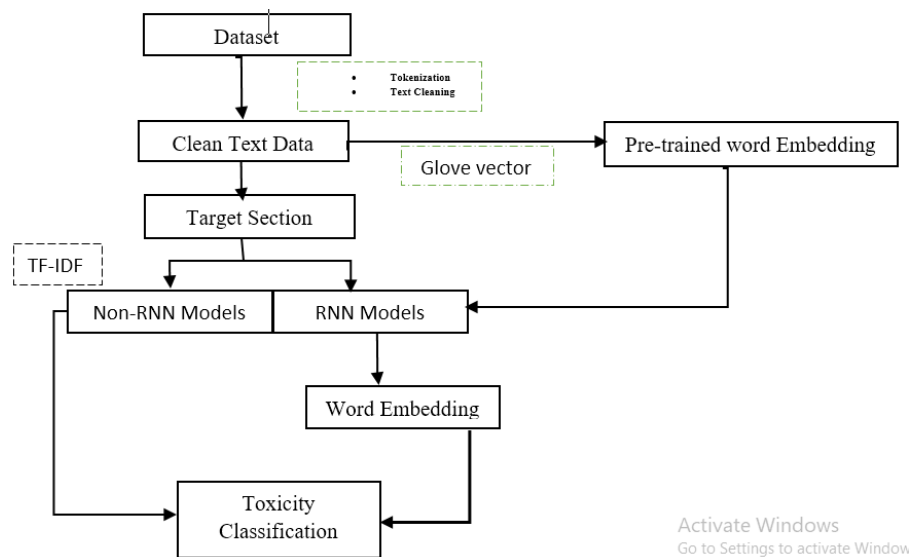 Dataset
• Tokenization
• Text Cleaning
Clean Text Data
Pre-trained word Embedding
Glove vector
Target Section
TF-IDF
Non-RNN Models
RNN Models
Word Embedding
Toxicity
Classification
Activate Windows
Go to Settings to activate Window